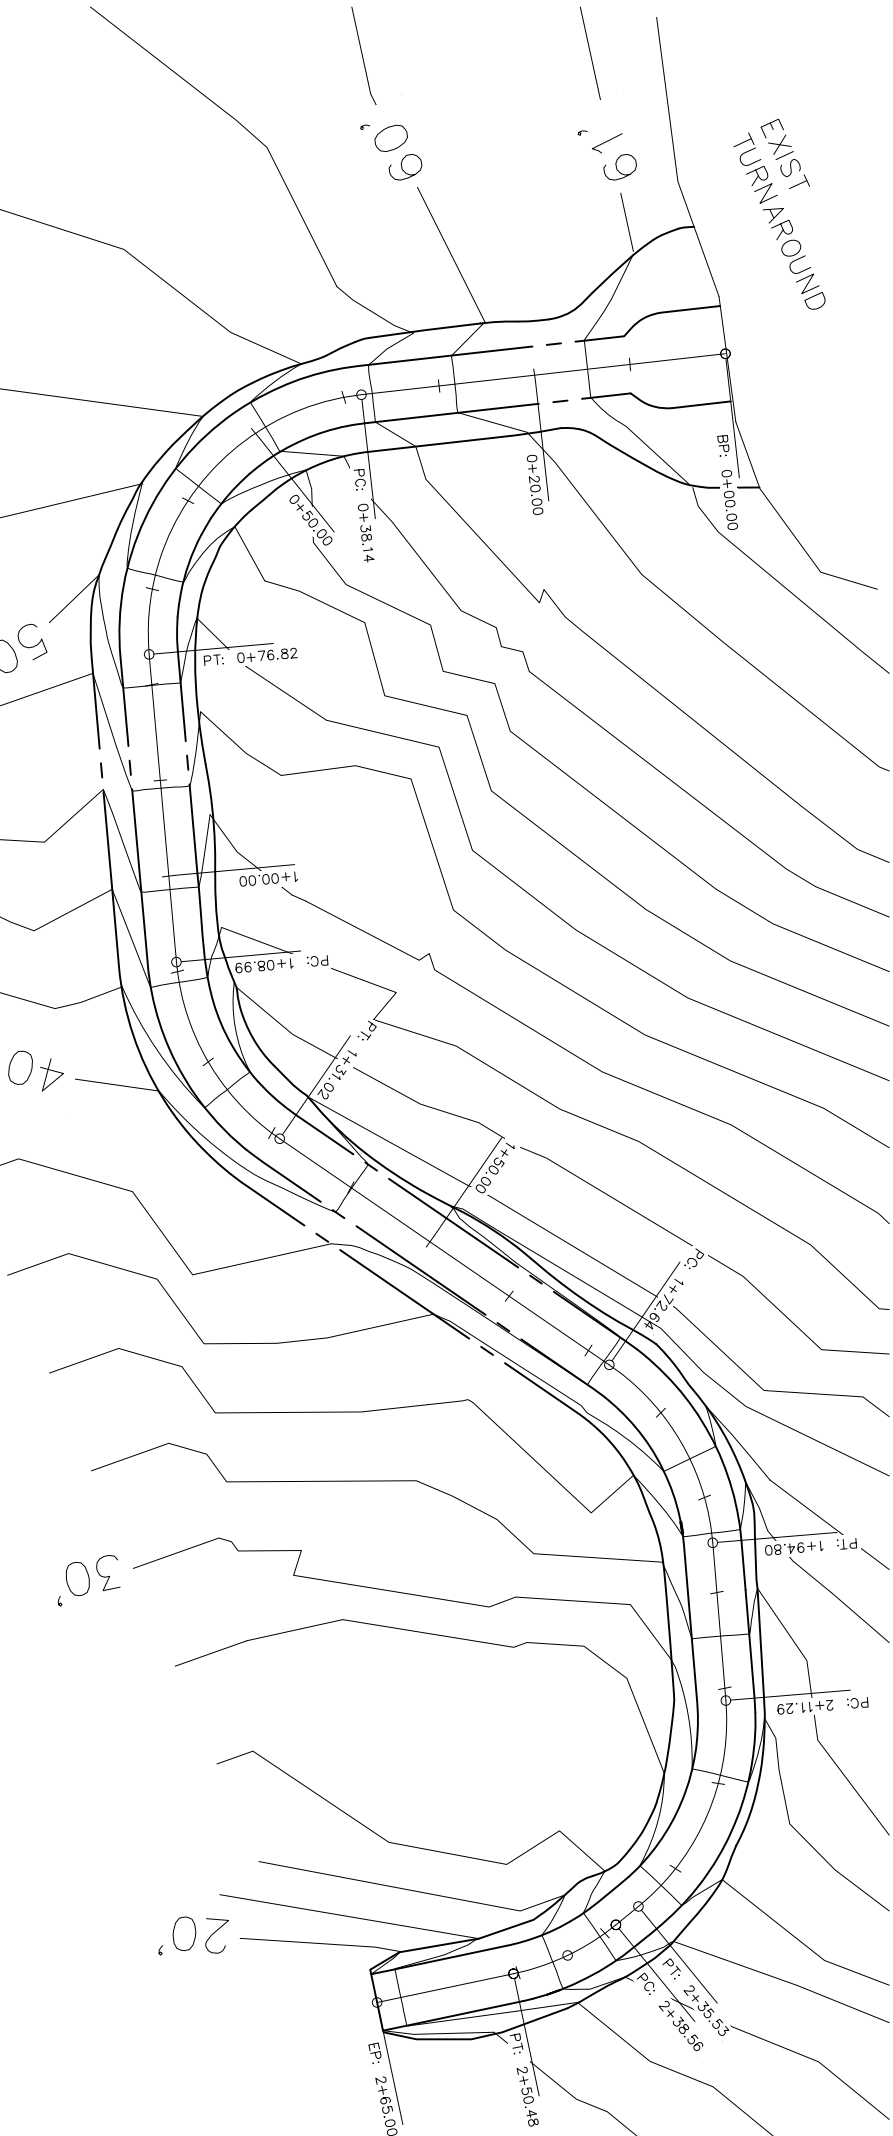 EXIST
TURNAROUND
61'
60'
BP: 0+00.00
0+20.00
PC: 0+38.14
0+50.00
50
PT: 0+76.82
1+00.00
PC: 1+08.99
40
PT: 1+31.02
1+50.00
PC: 1+72.64
PT: 1+94.80
30'
PC: 2+11.29
20'
PT: 2+35.53
PC: 2+38.56
PT: 2+50.48
EP: 2+65.00